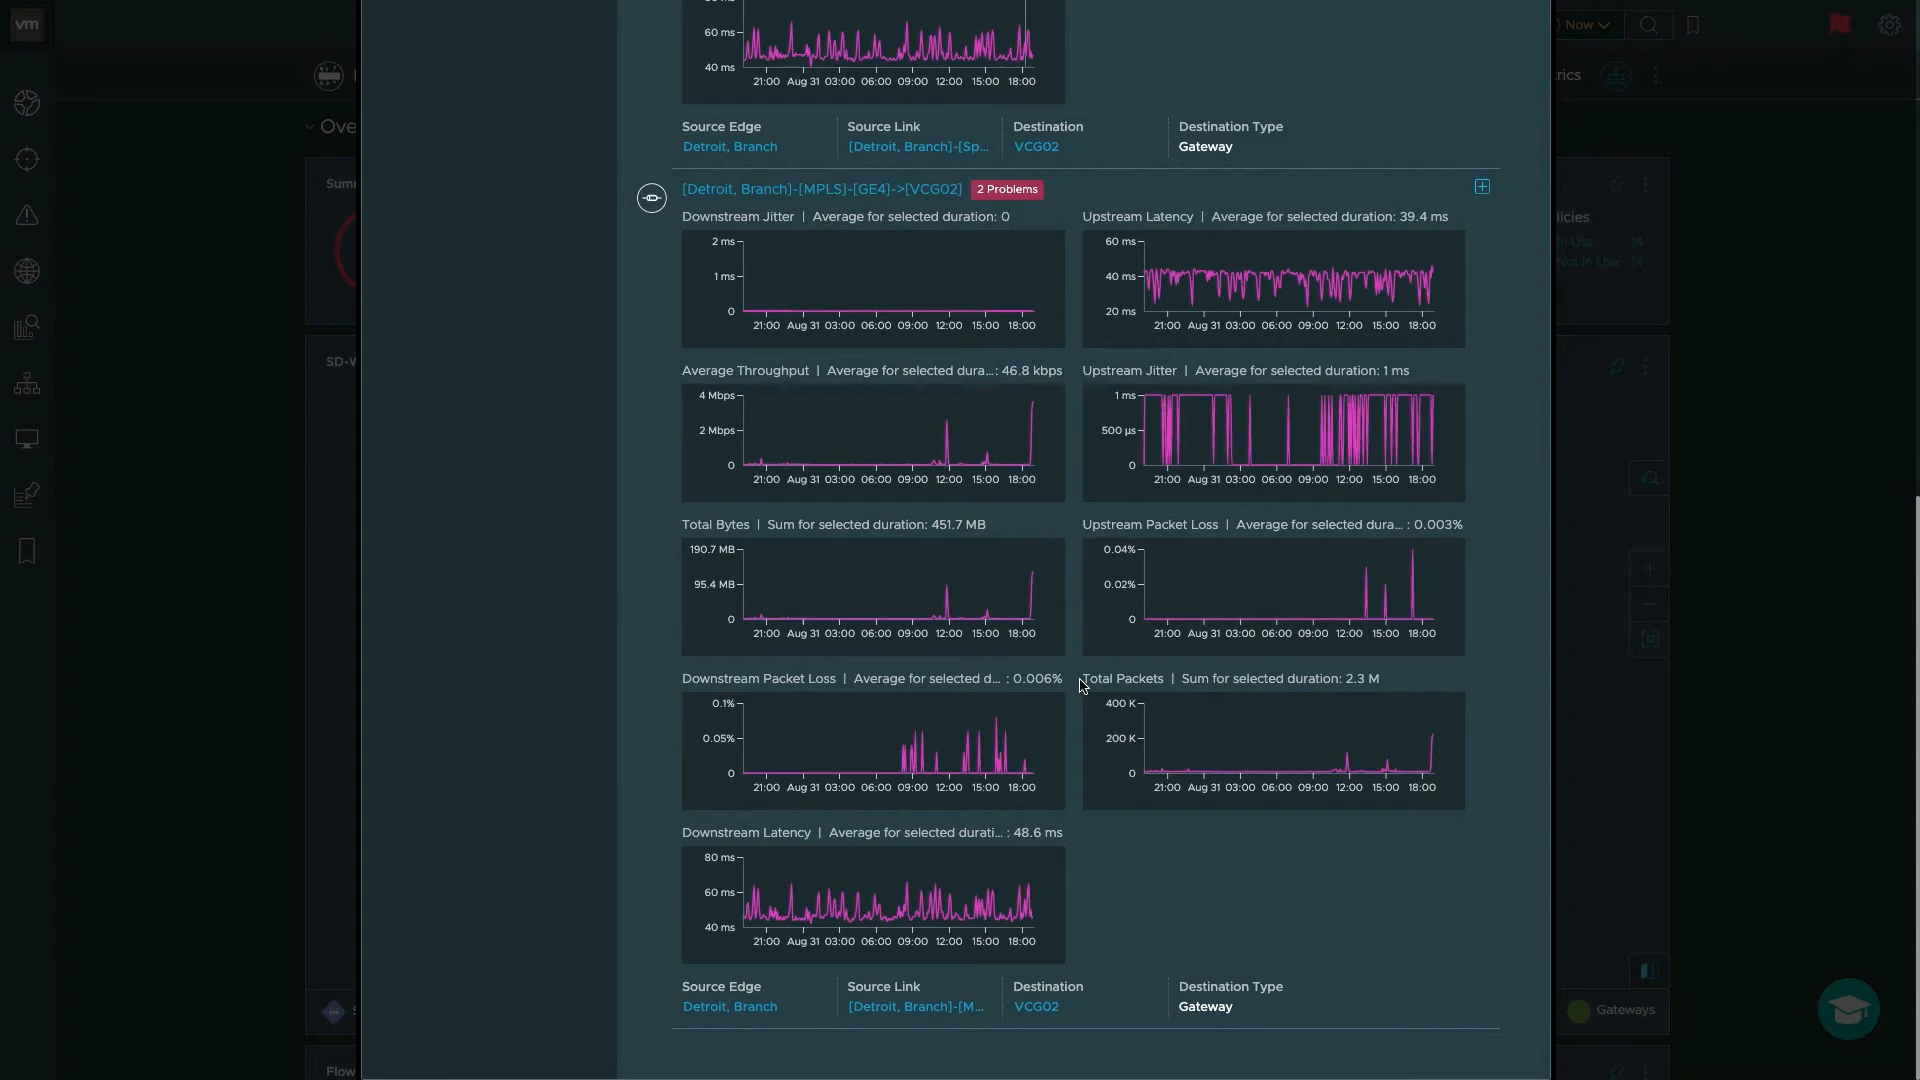 vm
Now
rics
Ove
60 ms
40 ms
21:00 Aug 31 03:00 06:00 09:00 12:00 15:00 18:00
Source Edge Source Link Destination Destination Type
Detroit, Branch [Detroit, Branch]-[Sp... VCG02 Gateway
Summ
[Detroit, Branch]-[MPLS]-[GE4]->[VCG02] 2 Problems
licies
In Use 14
Not In Use 14
Downstream Jitter | Average for selected duration: 0
2 ms
1 ms
0
21:00 Aug 31 03:00 06:00 09:00 12:00 15:00 18:00
Upstream Latency | Average for selected duration: 39.4 ms
60 ms
40 ms
20 ms
21:00 Aug 31 03:00 06:00 09:00 12:00 15:00 18:00
SD-W
Average Throughput | Average for selected dura...: 46.8 kbps
4 Mbps
2 Mbps
0
21:00 Aug 31 03:00 06:00 09:00 12:00 15:00 18:00
Upstream Jitter | Average for selected duration: 1 ms
1 ms
500 µs
0
21:00 Aug 31 03:00 06:00 09:00 12:00 15:00 18:00
Total Bytes | Sum for selected duration: 451.7 MB
190.7 MB
95.4 MB
0
21:00 Aug 31 03:00 06:00 09:00 12:00 15:00 18:00
Upstream Packet Loss | Average for selected dura... : 0.003%
0.04%
0.02%
0
21:00 Aug 31 03:00 06:00 09:00 12:00 15:00 18:00
Downstream Packet Loss | Average for selected d... : 0.006%
0.1%
0.05%
0
21:00 Aug 31 03:00 06:00 09:00 12:00 15:00 18:00
Total Packets | Sum for selected duration: 2.3 M
400 K
200 K
0
21:00 Aug 31 03:00 06:00 09:00 12:00 15:00 18:00
Downstream Latency | Average for selected durati... : 48.6 ms
80 ms
60 ms
40 ms
21:00 Aug 31 03:00 06:00 09:00 12:00 15:00 18:00
Source Edge Source Link Destination Destination Type
Detroit, Branch [Detroit, Branch]-[M... VCG02 Gateway
Gateways
Flow